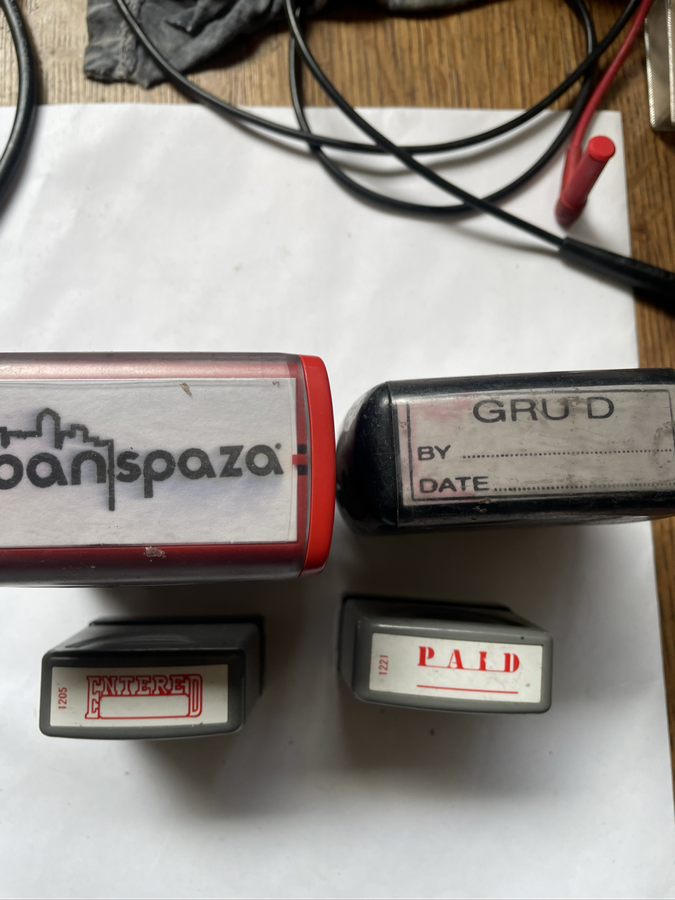 banspaza
GRU D
BY
DATE
1205
ENTERED
1221
PAID